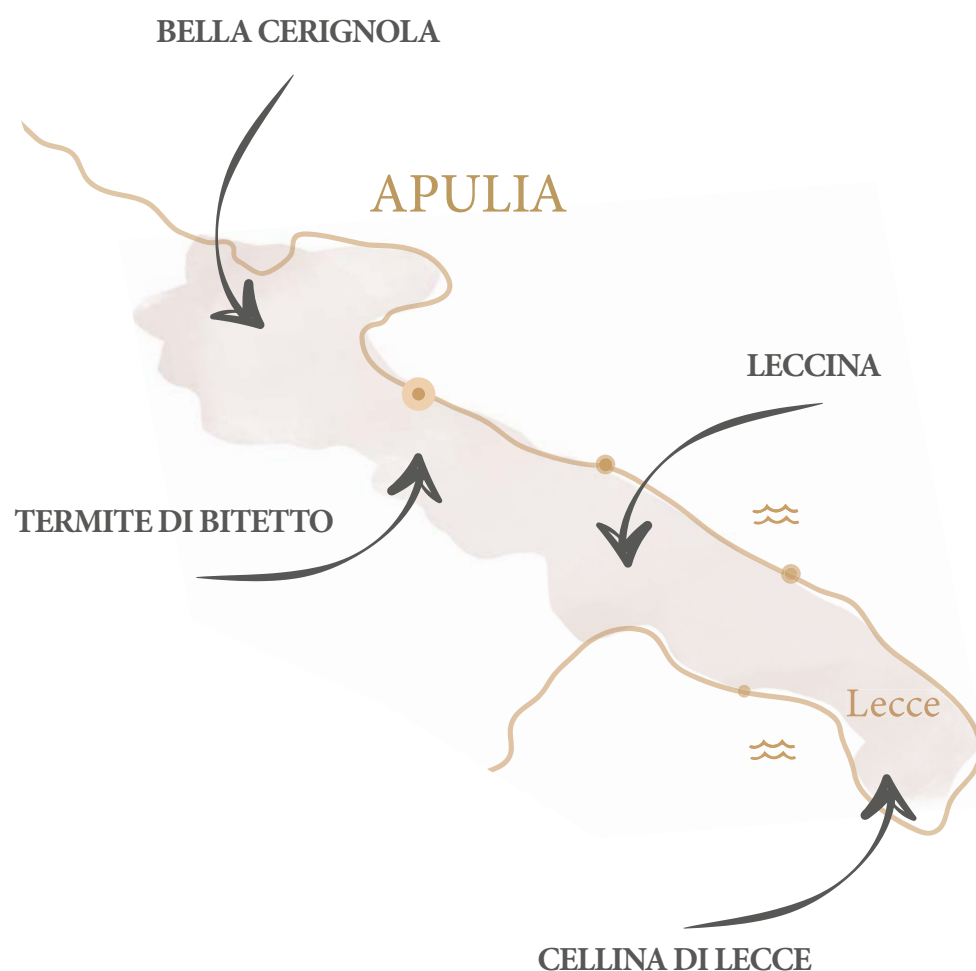 BELLA CERIGNOLA
APULIA
LECCINA
TERMITE DI BITETTO
Lecce
CELLINA DI LECCE